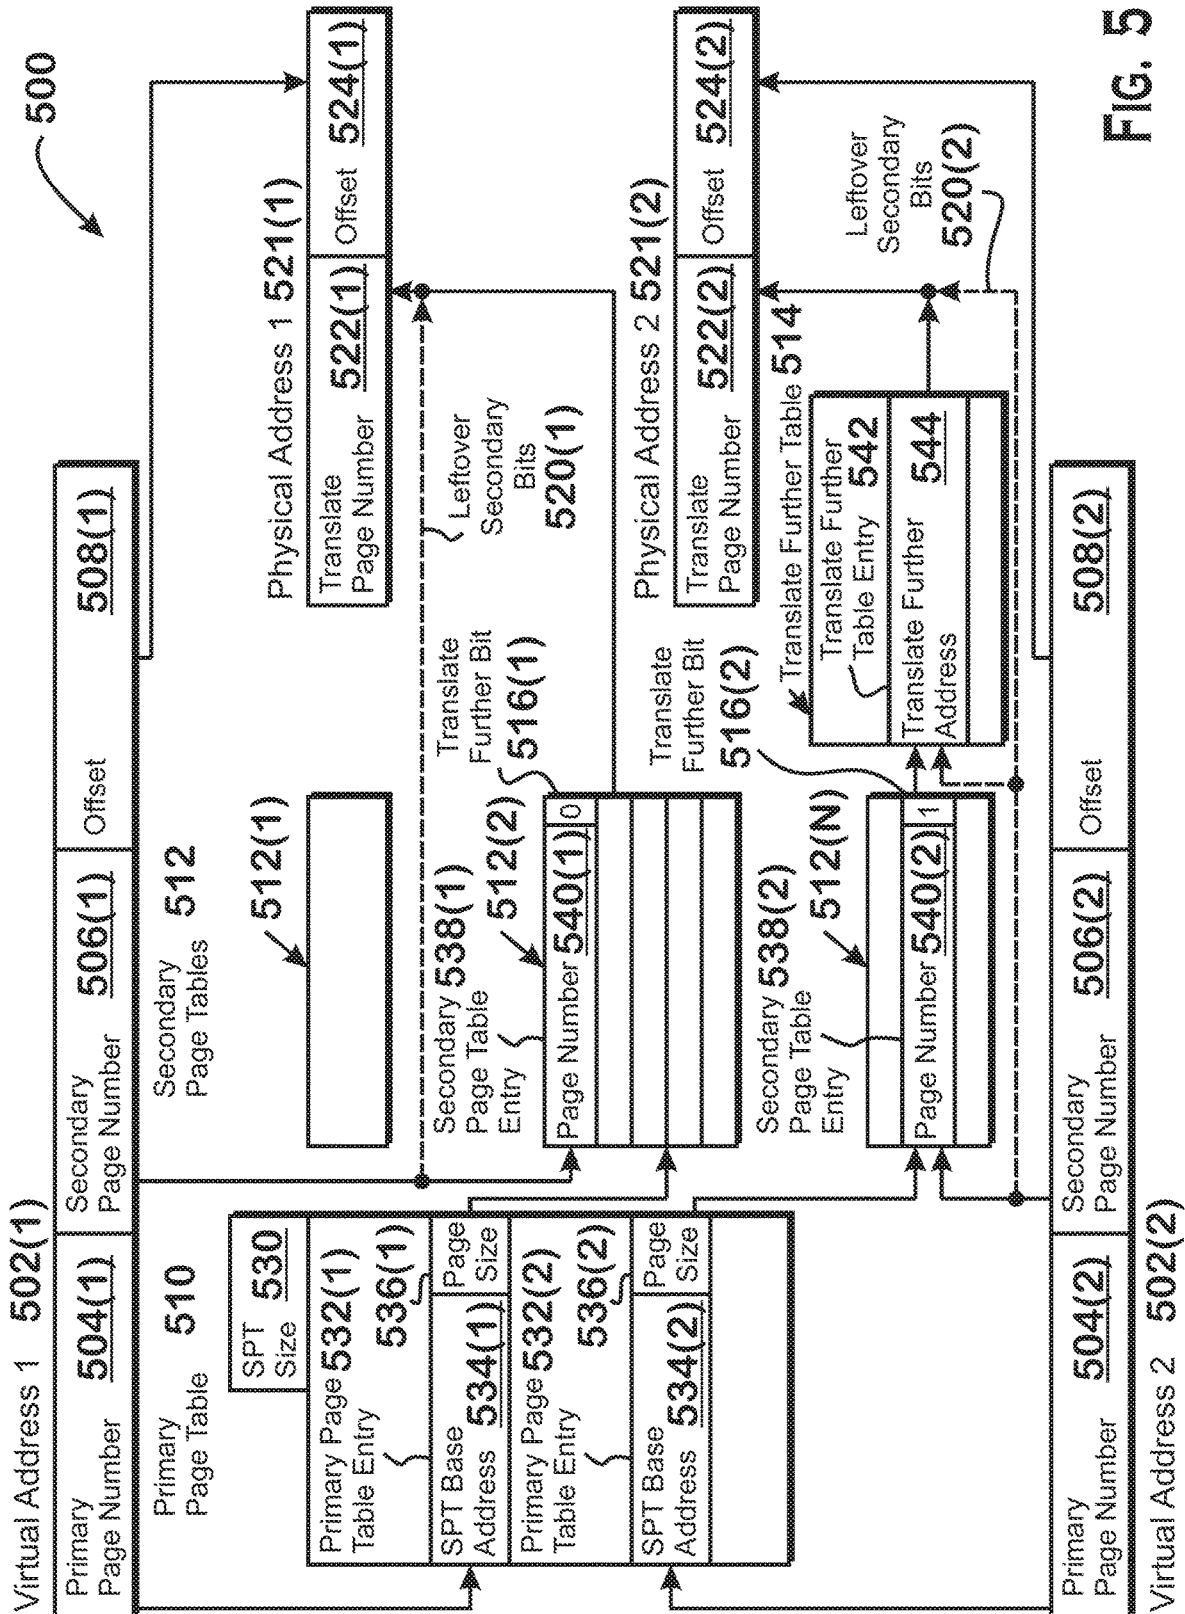 500
Virtual Address 1 502(1)
Primary
Page Number 504(1)
Secondary
Page Number 506(1)
Offset 508(1)
Primary
Page Table 510
Secondary
Page Tables 512
SPT
Size 530
Primary Page 532(1)
Table Entry
536(1)
SPT Base
Address 534(1)
Page
Size
Primary Page 532(2)
Table Entry
536(2)
SPT Base
Address 534(2)
Page
Size
512(1)
Secondary 538(1)
Page Table
Entry
512(2)
Page Number 540(1) 0
Translate
Further Bit
516(1)
Secondary 538(2)
Page Table
Entry
512(N)
Page Number 540(2) 1
Translate
Further Bit
516(2)
Physical Address 1 521(1)
Translate
Page Number 522(1)
Offset 524(1)
Leftover
Secondary
Bits
520(1)
Physical Address 2 521(2)
Translate
Page Number 522(2)
Offset 524(2)
Translate Further Table 514
Translate Further
Table Entry 542
Translate Further
Address 544
Leftover
Secondary
Bits
520(2)
Primary
Page Number 504(2)
Secondary
Page Number 506(2)
Offset 508(2)
Virtual Address 2 502(2)
FIG. 5